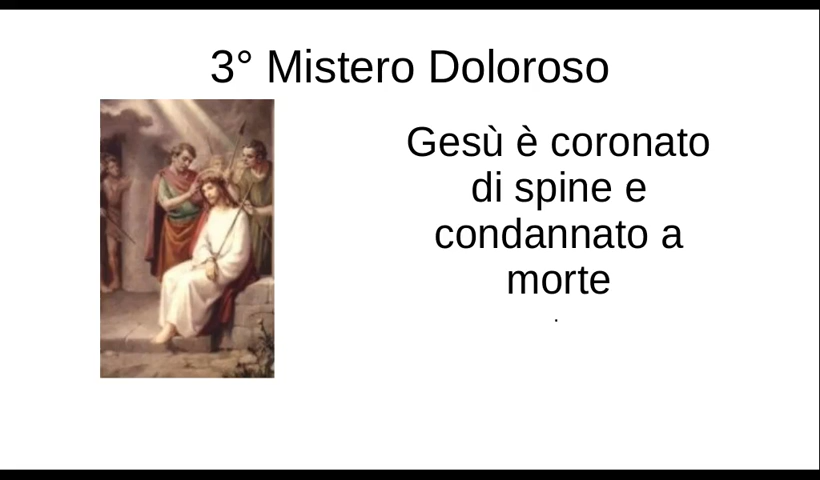 3° Mistero Doloroso
Gesù è coronato
di spine e
condannato a
morte
.